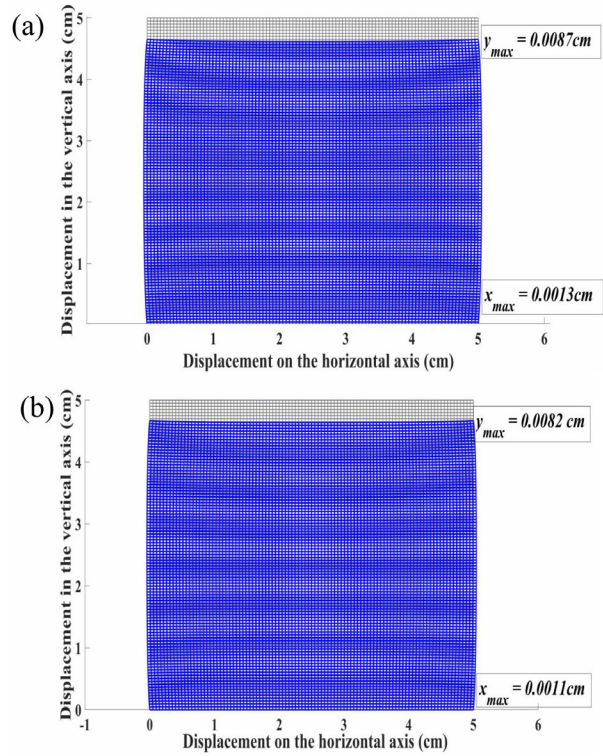 (a)
Displacement in the vertical axis (cm)
5
4
3
2
1
y_max = 0.0087cm
x_max = 0.0013cm
0 1 2 3 4 5 6
Displacement on the horizontal axis (cm)
(b)
Displacement in the vertical axis (cm)
5
4
3
2
1
0
y_max = 0.0082 cm
x_max = 0.0011cm
-1 0 1 2 3 4 5 6
Displacement on the horizontal axis (cm)